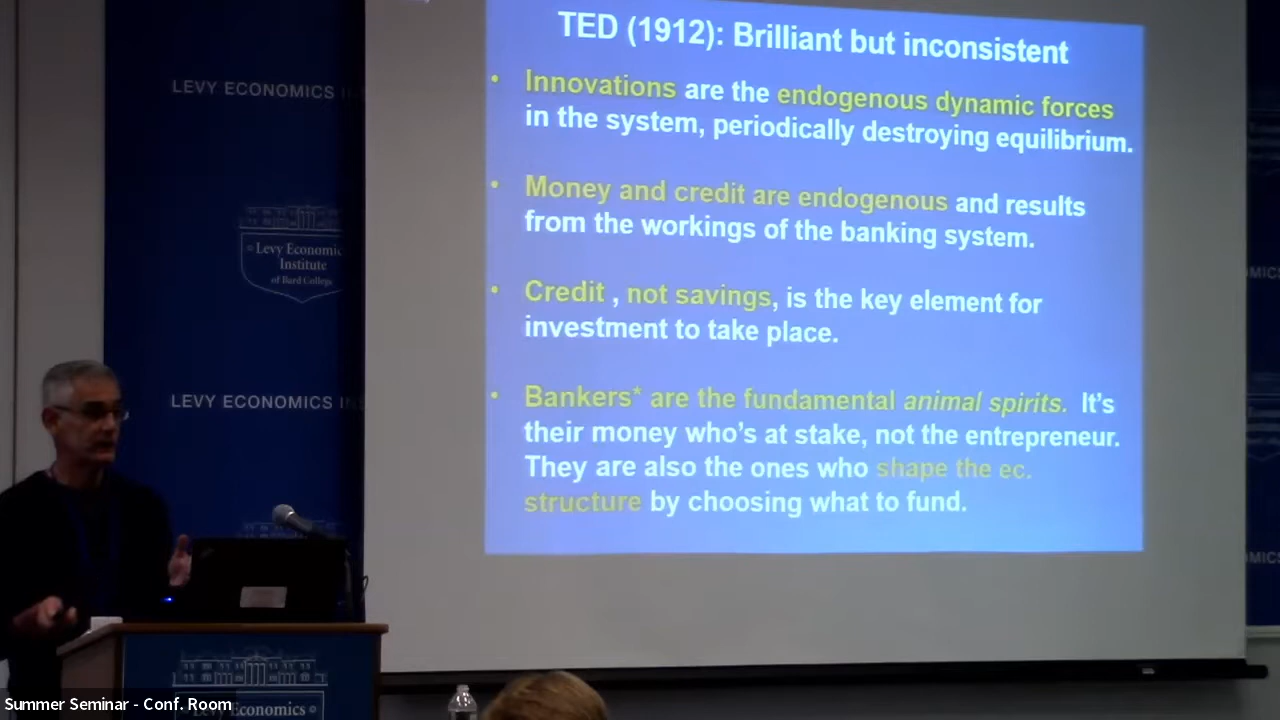 TED (1912): Brilliant but inconsistent
• Innovations are the endogenous dynamic forces
in the system, periodically destroying equilibrium.
• Money and credit are endogenous and results
from the workings of the banking system.
• Credit , not savings, is the key element for
investment to take place.
• Bankers* are the fundamental animal spirits. It's
their money who's at stake, not the entrepreneur.
They are also the ones who shape the ec.
structure by choosing what to fund.
LEVY ECONOMICS
Levy Economic
Institute
of Bard College
LEVY ECONOMICS
Levy Economics
Summer Seminar - Conf. Room